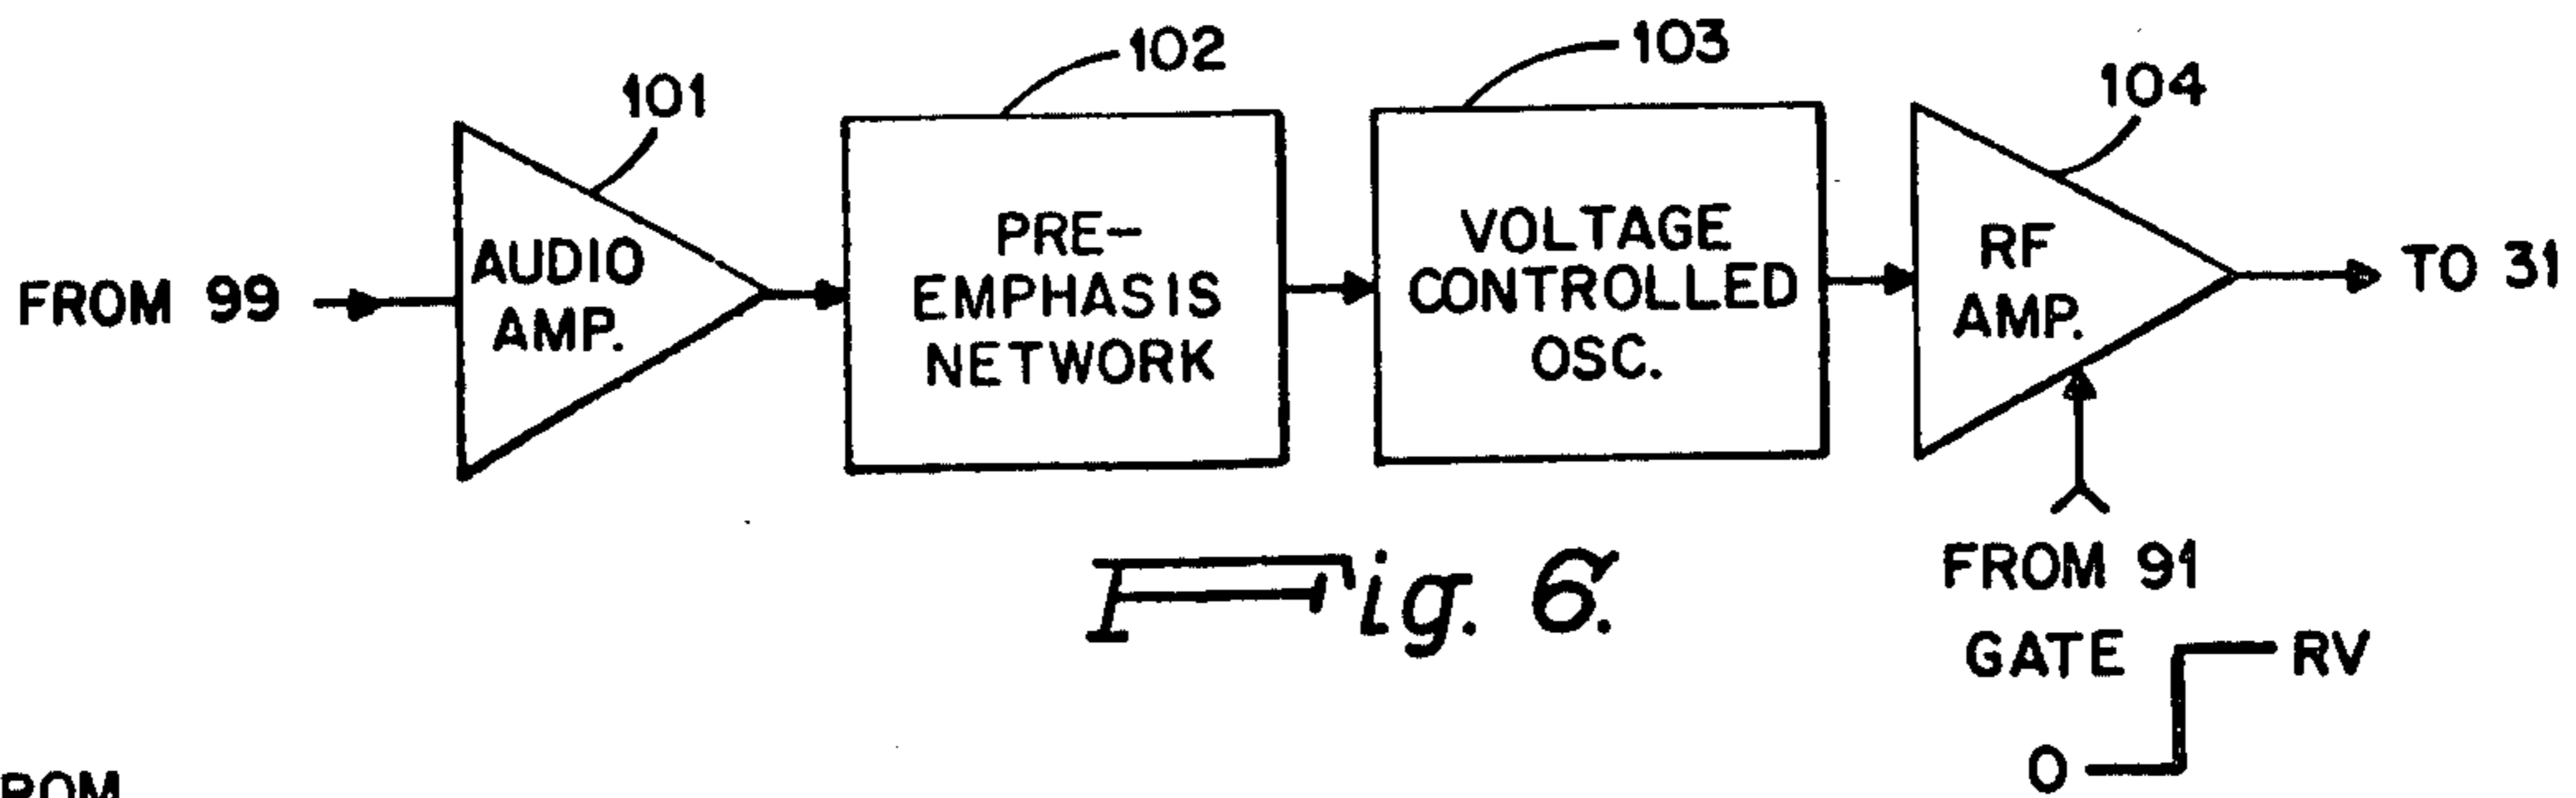 101
102
103
104
FROM 99
AUDIO
AMP.
PRE-
EMPHASIS
NETWORK
VOLTAGE
CONTROLLED
OSC.
RF
AMP.
TO 31
FROM 91
GATE
RV
0
Fig. 6.
ROM